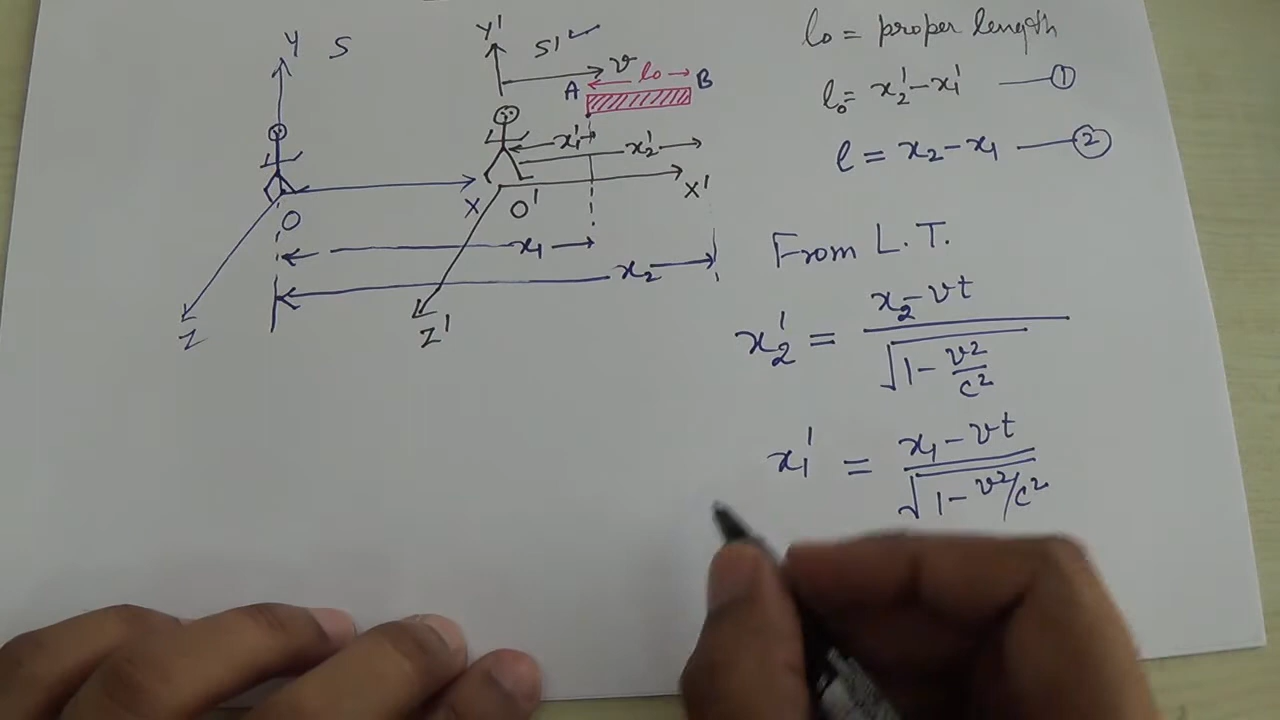 Y S
Y' S' ✓
v
A l₀ B
x₁' x₂'
X O' X'
O
x₁
x₂
Z Z'
l₀ = proper length
l₀ = x₂' − x₁' —— ①
l = x₂ − x₁ —— ②
From L.T.
x₂' = (x₂ − vt) / √(1 − v²/c²)
x₁' = (x₁ − vt) / √(1 − v²/c²)